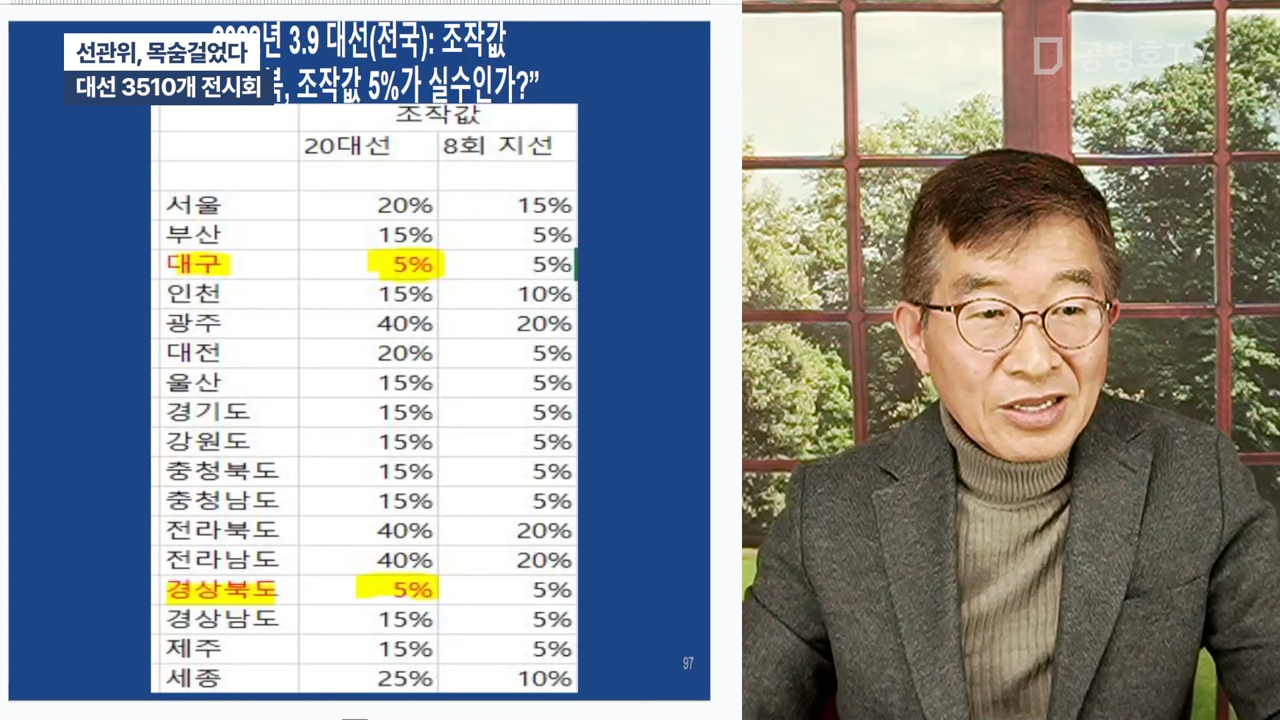 년 3.9 대선(전국): 조작값
선관위, 목숨걸었다
대선 3510개 전시회
조작값 5%가 실수인가?”
공병호TV
조작값
20대선 8회 지선
서울 20% 15%
부산 15% 5%
대구 5% 5%
인천 15% 10%
광주 40% 20%
대전 20% 5%
울산 15% 5%
경기도 15% 5%
강원도 15% 5%
충청북도 15% 5%
충청남도 15% 5%
전라북도 40% 20%
전라남도 40% 20%
경상북도 5% 5%
경상남도 15% 5%
제주 15% 5%
세종 25% 10%
97